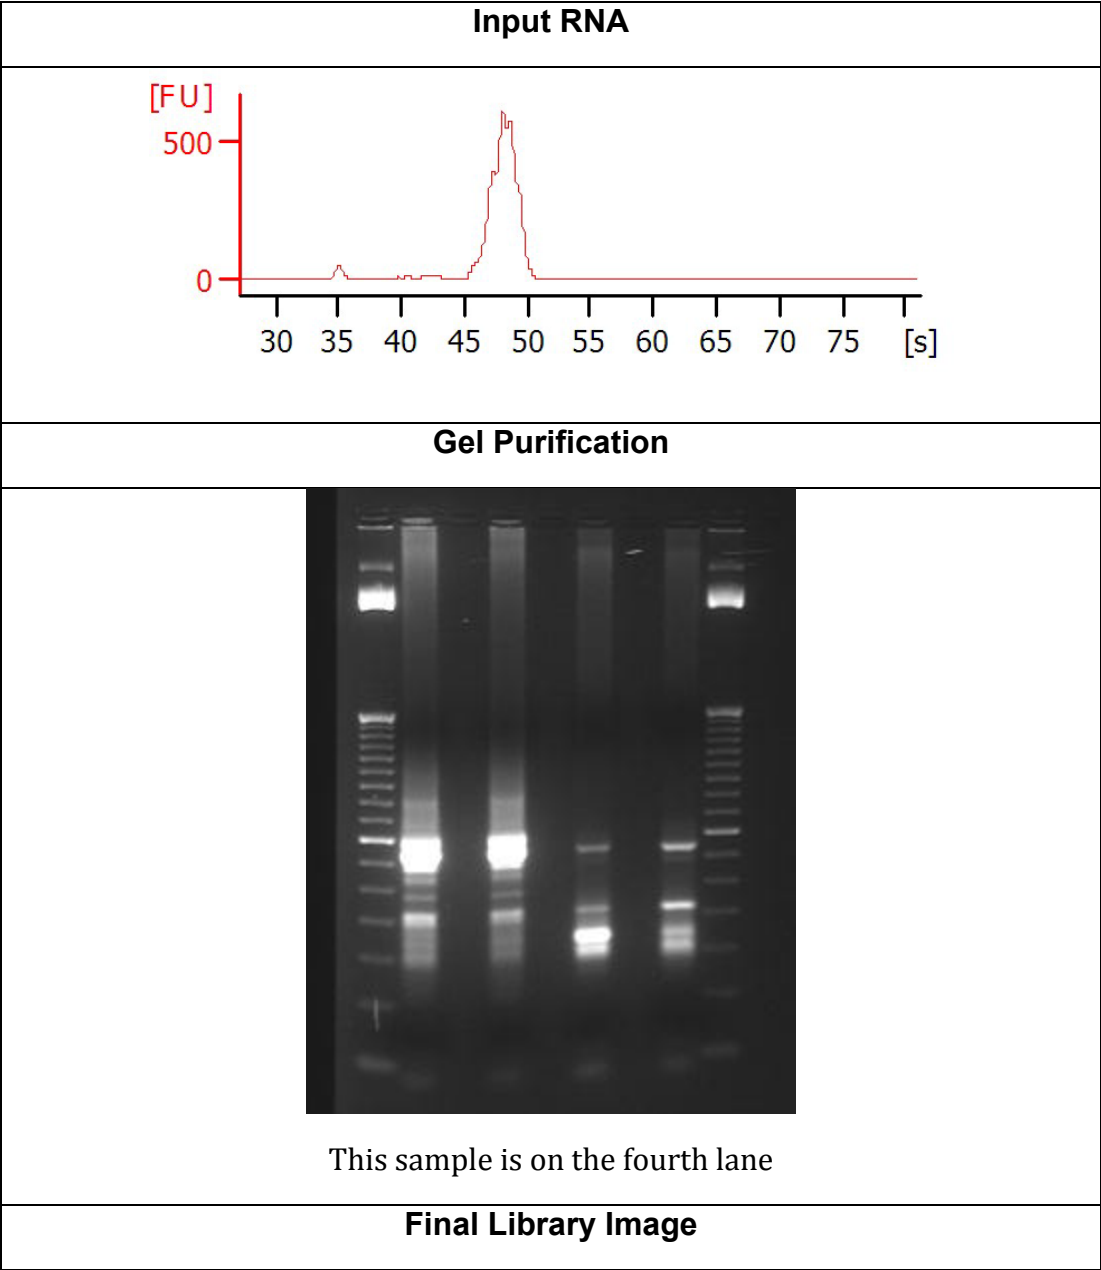 Input RNA
[FU]
500
0
30 35 40 45 50 55 60 65 70 75 [s]
Gel Purification
This sample is on the fourth lane
Final Library Image